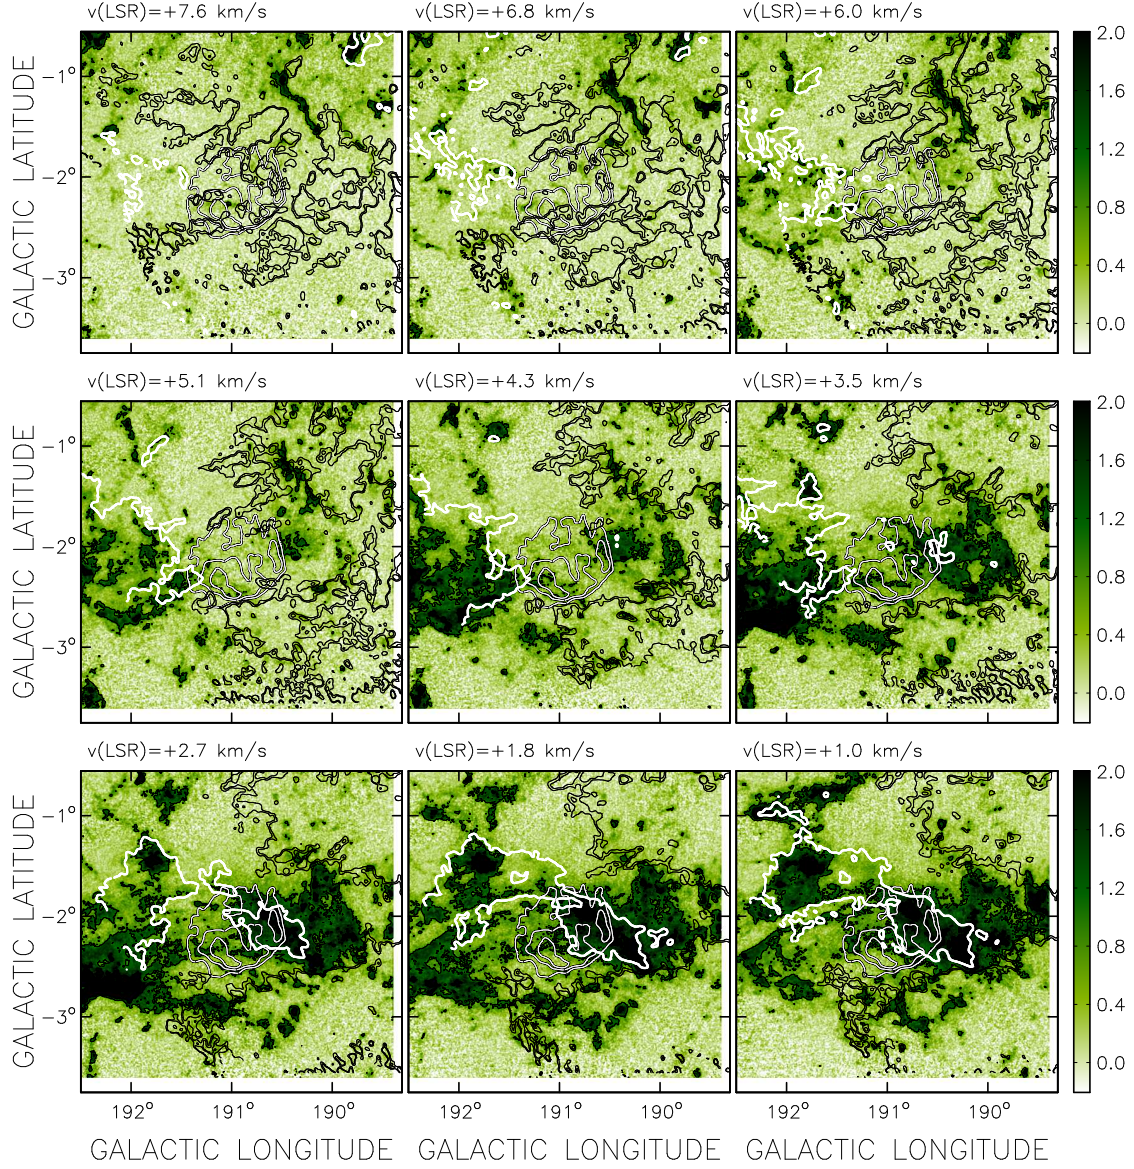 v(LSR)=+7.6 km/s v(LSR)=+6.8 km/s v(LSR)=+6.0 km/s
GALACTIC LATITUDE
−1° −2° −3°
2.0 1.6 1.2 0.8 0.4 0.0
v(LSR)=+5.1 km/s v(LSR)=+4.3 km/s v(LSR)=+3.5 km/s
GALACTIC LATITUDE
−1° −2° −3°
2.0 1.6 1.2 0.8 0.4 0.0
v(LSR)=+2.7 km/s v(LSR)=+1.8 km/s v(LSR)=+1.0 km/s
GALACTIC LATITUDE
−1° −2° −3°
2.0 1.6 1.2 0.8 0.4 0.0
192° 191° 190° 192° 191° 190° 192° 191° 190°
GALACTIC LONGITUDE GALACTIC LONGITUDE GALACTIC LONGITUDE